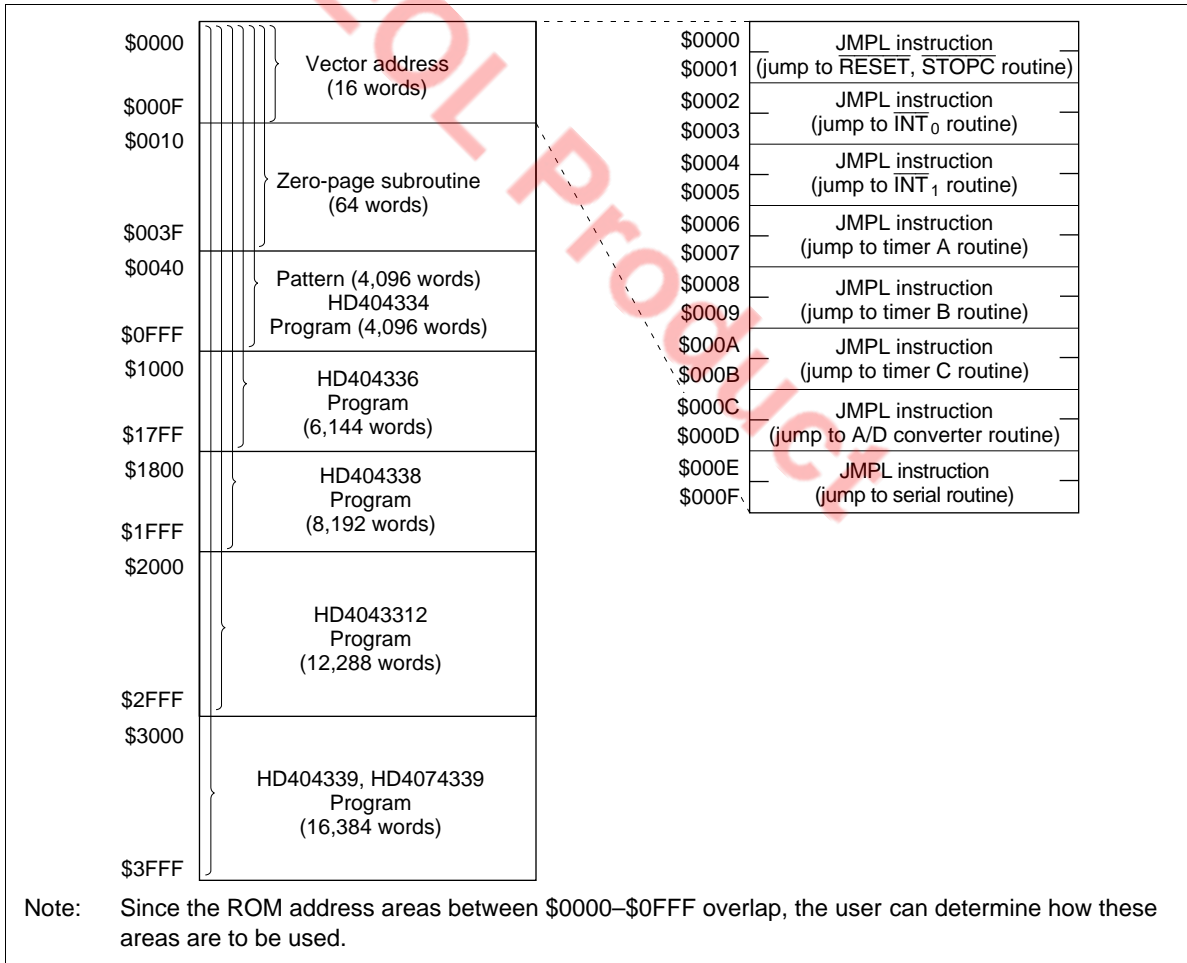 $0000
$000F
$0010
$003F
$0040
$0FFF
$1000
$17FF
$1800
$1FFF
$2000
$2FFF
$3000
$3FFF
Vector address
(16 words)
Zero-page subroutine
(64 words)
Pattern (4,096 words)
HD404334
Program (4,096 words)
HD404336
Program
(6,144 words)
HD404338
Program
(8,192 words)
HD4043312
Program
(12,288 words)
HD404339, HD4074339
Program
(16,384 words)
$0000
$0001
JMPL instruction
(jump to RESET, STOPC routine)
$0002
$0003
JMPL instruction
(jump to INT0 routine)
$0004
$0005
JMPL instruction
(jump to INT1 routine)
$0006
$0007
JMPL instruction
(jump to timer A routine)
$0008
$0009
JMPL instruction
(jump to timer B routine)
$000A
$000B
JMPL instruction
(jump to timer C routine)
$000C
$000D
JMPL instruction
(jump to A/D converter routine)
$000E
$000F
JMPL instruction
(jump to serial routine)
Note: Since the ROM address areas between $0000–$0FFF overlap, the user can determine how these
areas are to be used.
OL Product